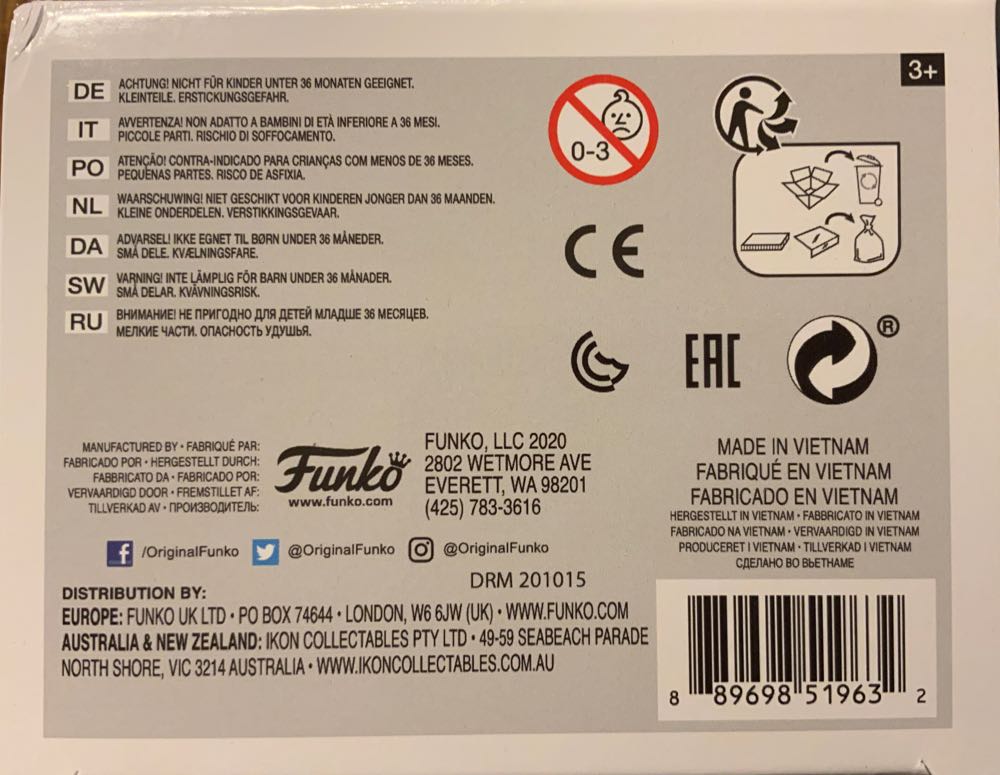 3+
DE
ACHTUNG! NICHT FÜR KINDER UNTER 36 MONATEN GEEIGNET.
KLEINTEILE. ERSTICKUNGSGEFAHR.
IT
AVVERTENZA! NON ADATTO A BAMBINI DI ETÀ INFERIORE A 36 MESI.
PICCOLE PARTI. RISCHIO DI SOFFOCAMENTO.
PO
ATENÇÃO! CONTRA-INDICADO PARA CRIANÇAS COM MENOS DE 36 MESES.
PEQUENAS PARTES. RISCO DE ASFIXIA.
NL
WAARSCHUWING! NIET GESCHIKT VOOR KINDEREN JONGER DAN 36 MAANDEN.
KLEINE ONDERDELEN. VERSTIKKINGSGEVAAR.
DA
ADVARSEL! IKKE EGNET TIL BØRN UNDER 36 MÅNEDER.
SMÅ DELE. KVÆLNINGSFARE.
SW
VARNING! INTE LÄMPLIG FÖR BARN UNDER 36 MÅNADER.
SMÅ DELAR. KVÄVNINGSRISK.
RU
ВНИМАНИЕ! НЕ ПРИГОДНО ДЛЯ ДЕТЕЙ МЛАДШЕ 36 МЕСЯЦЕВ.
МЕЛКИЕ ЧАСТИ. ОПАСНОСТЬ УДУШЬЯ.
0-3
CE
EAC
®
MANUFACTURED BY • FABRIQUÉ PAR:
FABRICADO POR • HERGESTELLT DURCH:
FABBRICATO DA • FABRICADO POR:
VERVAARDIGD DOOR • FREMSTILLET AF:
TILLVERKAD AV • ПРОИЗВОДИТЕЛЬ:
Funko
www.funko.com
FUNKO, LLC 2020
2802 WETMORE AVE
EVERETT, WA 98201
(425) 783-3616
/OriginalFunko @OriginalFunko @OriginalFunko
DRM 201015
DISTRIBUTION BY:
EUROPE: FUNKO UK LTD • PO BOX 74644 • LONDON, W6 6JW (UK) • WWW.FUNKO.COM
AUSTRALIA & NEW ZEALAND: IKON COLLECTABLES PTY LTD • 49-59 SEABEACH PARADE
NORTH SHORE, VIC 3214 AUSTRALIA • WWW.IKONCOLLECTABLES.COM.AU
MADE IN VIETNAM
FABRIQUÉ EN VIETNAM
FABRICADO EN VIETNAM
HERGESTELLT IN VIETNAM • FABBRICATO IN VIETNAM
FABRICADO NA VIETNAM • VERVAARDIGD IN VIETNAM
PRODUCERET I VIETNAM • TILLVERKAD I VIETNAM
СДЕЛАНО ВО ВЬЕТНАМЕ
8 89698 51963 2